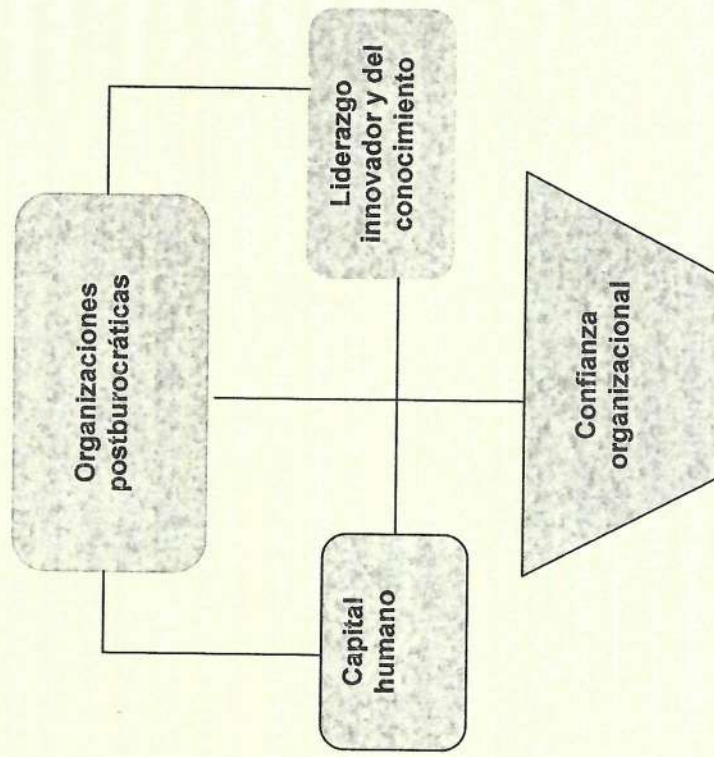 Organizaciones
postburocráticas
Capital
humano
Liderazgo
innovador y del
conocimiento
Confianza
organizacional